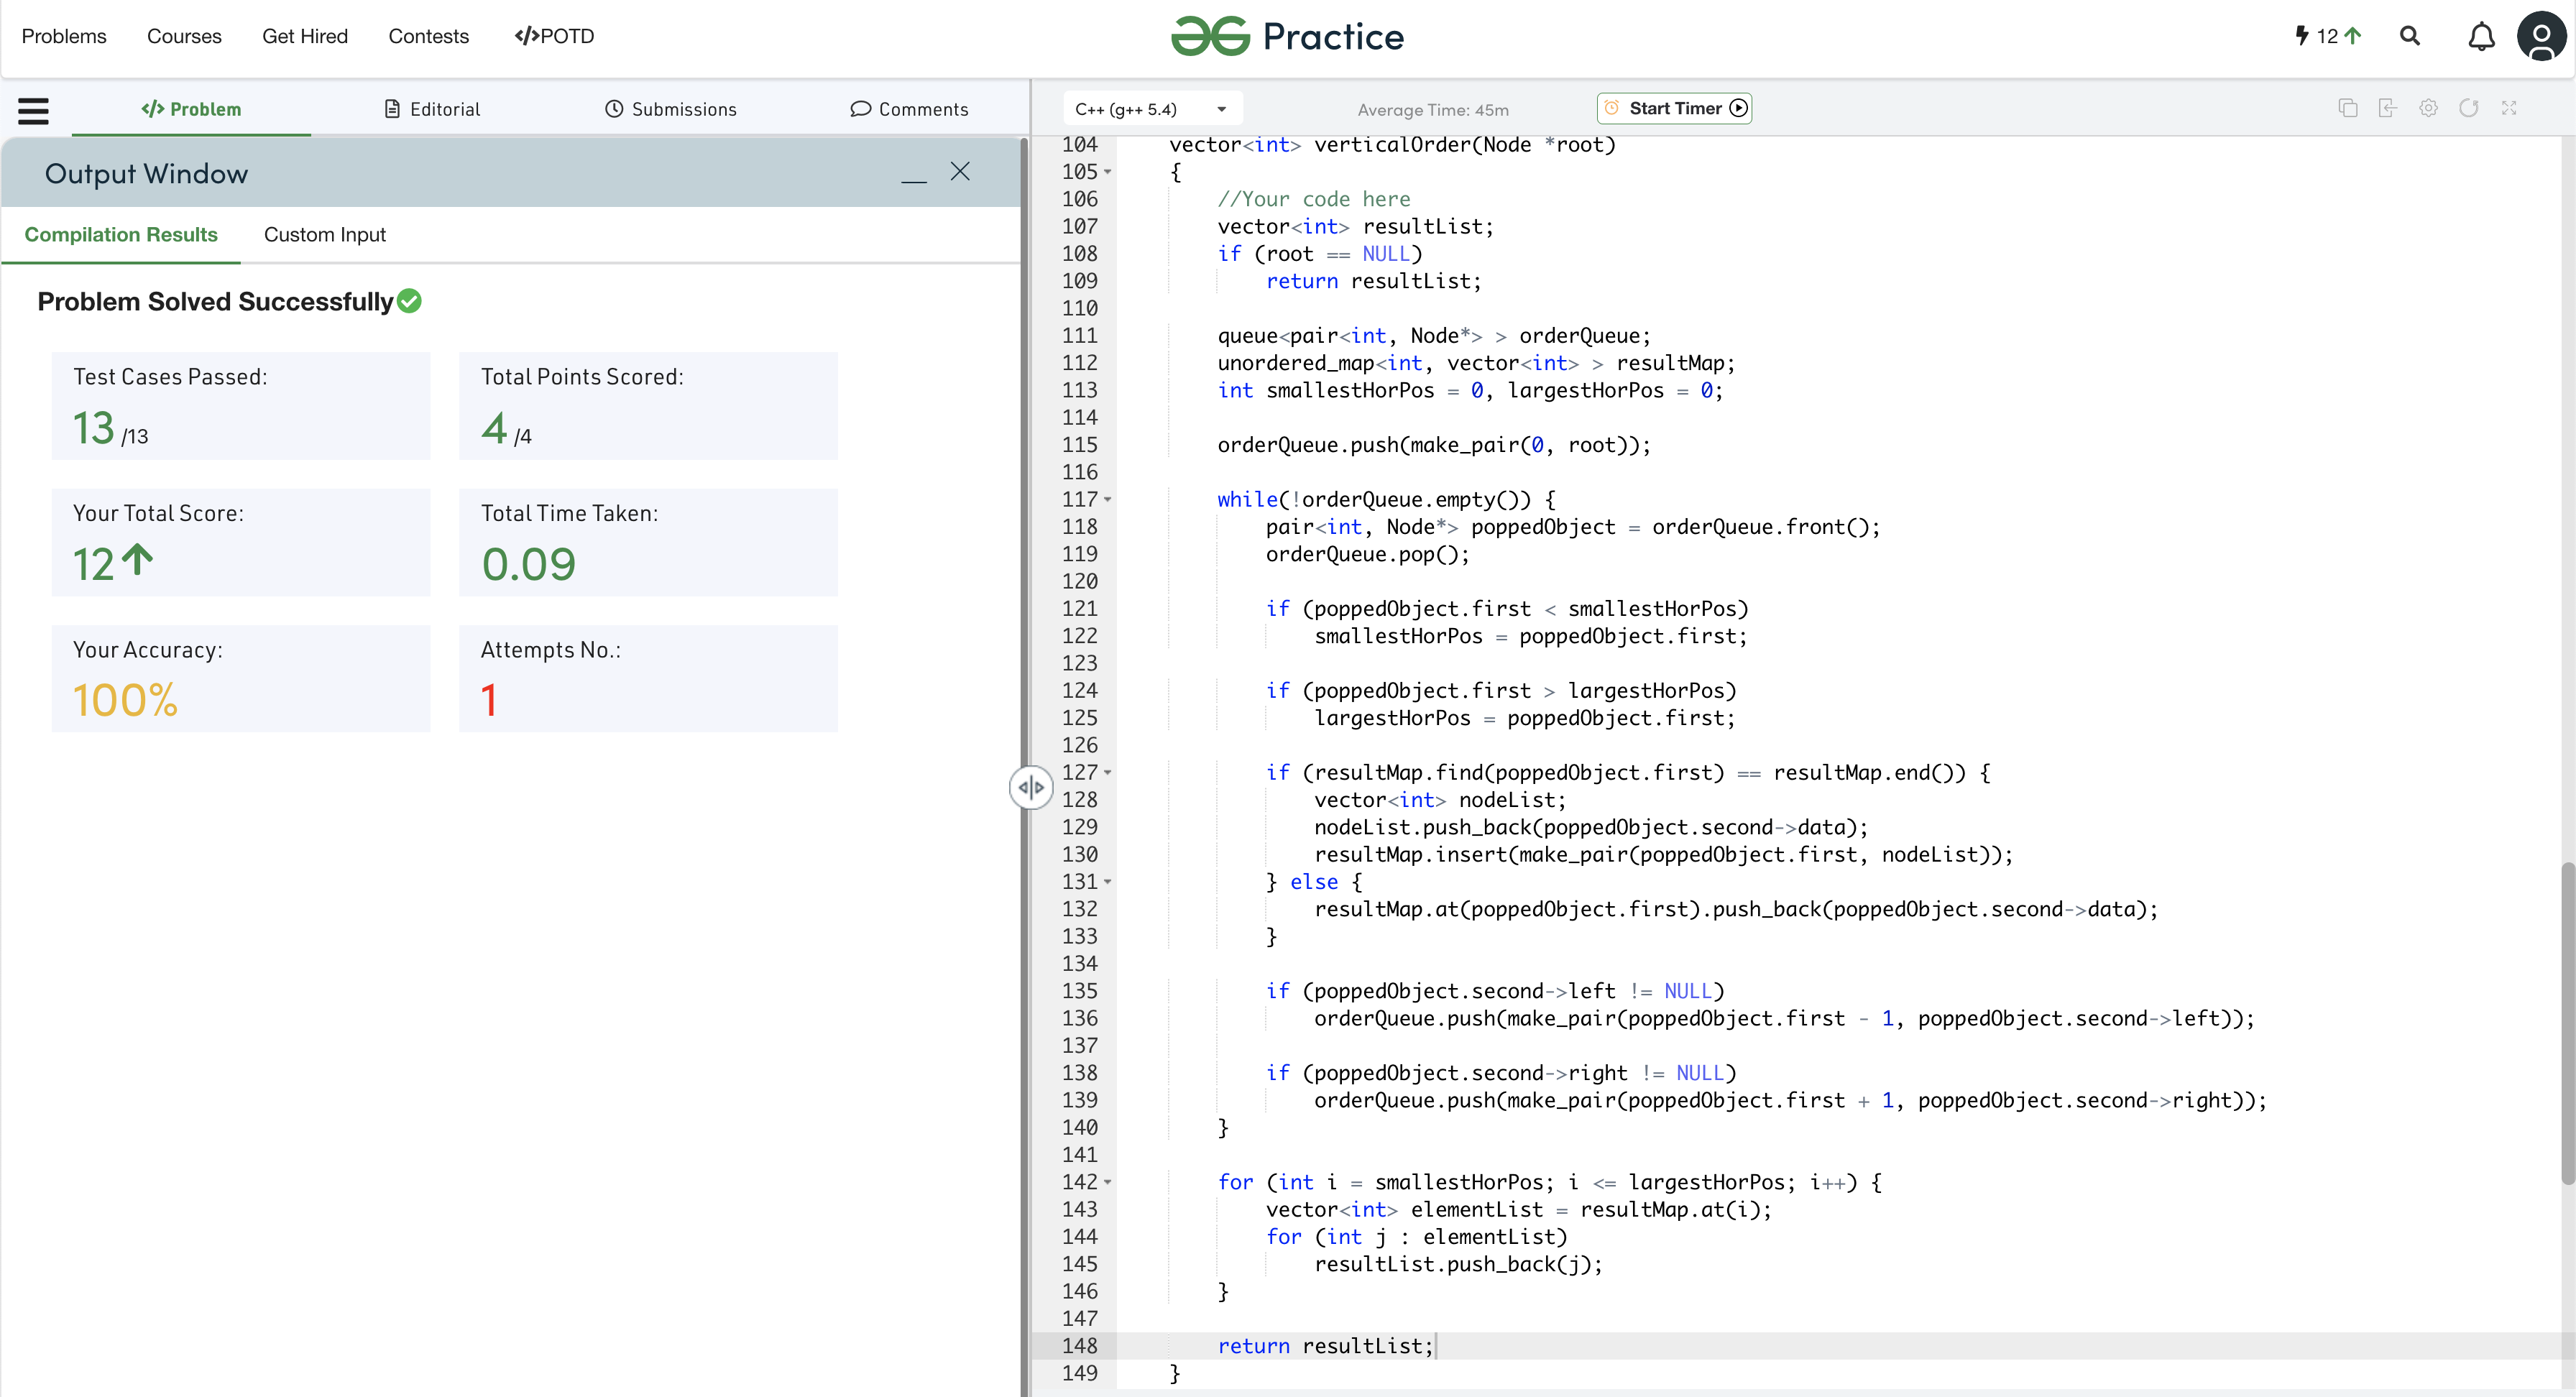 Problems Courses Get Hired Contests </>POTD
Practice
12
</> Problem Editorial Submissions Comments
Output Window
Compilation Results Custom Input
Problem Solved Successfully
Test Cases Passed:
13 /13
Total Points Scored:
4 /4
Your Total Score:
12
Total Time Taken:
0.09
Your Accuracy:
100%
Attempts No.:
1
C++ (g++ 5.4) Average Time: 45m Start Timer
104 vector<int> verticalOrder(Node *root)
105 {
106 //Your code here
107 vector<int> resultList;
108 if (root == NULL)
109 return resultList;
110
111 queue<pair<int, Node*> > orderQueue;
112 unordered_map<int, vector<int> > resultMap;
113 int smallestHorPos = 0, largestHorPos = 0;
114
115 orderQueue.push(make_pair(0, root));
116
117 while(!orderQueue.empty()) {
118 pair<int, Node*> poppedObject = orderQueue.front();
119 orderQueue.pop();
120
121 if (poppedObject.first < smallestHorPos)
122 smallestHorPos = poppedObject.first;
123
124 if (poppedObject.first > largestHorPos)
125 largestHorPos = poppedObject.first;
126
127 if (resultMap.find(poppedObject.first) == resultMap.end()) {
128 vector<int> nodeList;
129 nodeList.push_back(poppedObject.second->data);
130 resultMap.insert(make_pair(poppedObject.first, nodeList));
131 } else {
132 resultMap.at(poppedObject.first).push_back(poppedObject.second->data);
133 }
134
135 if (poppedObject.second->left != NULL)
136 orderQueue.push(make_pair(poppedObject.first - 1, poppedObject.second->left));
137
138 if (poppedObject.second->right != NULL)
139 orderQueue.push(make_pair(poppedObject.first + 1, poppedObject.second->right));
140 }
141
142 for (int i = smallestHorPos; i <= largestHorPos; i++) {
143 vector<int> elementList = resultMap.at(i);
144 for (int j : elementList)
145 resultList.push_back(j);
146 }
147
148 return resultList;
149 }